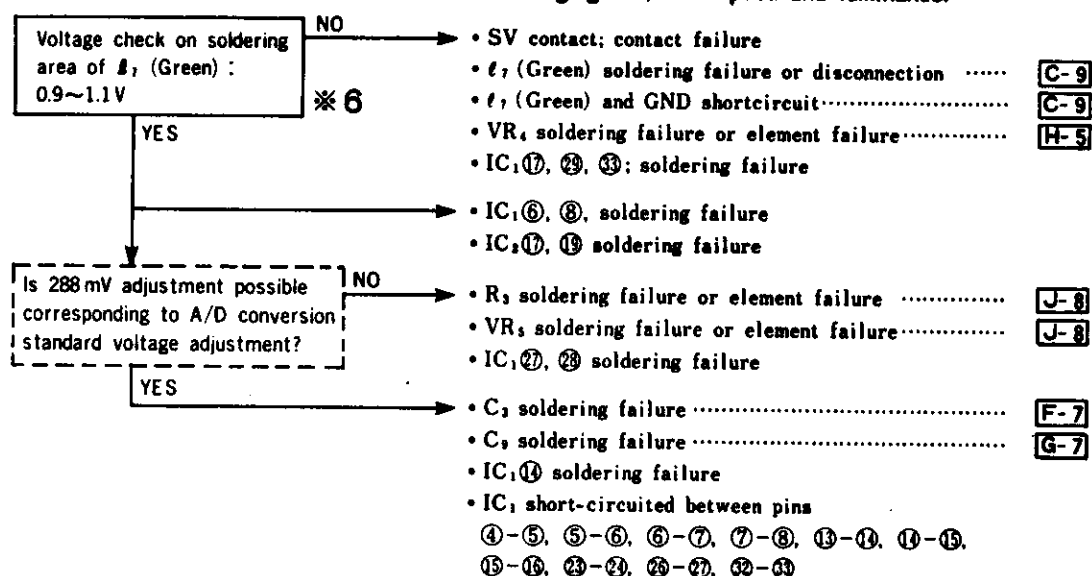 NO
Voltage check on soldering
area of ℓ₇ (Green) :
0.9~1.1V
※6
YES
• SV contact; contact failure
• ℓ₇ (Green) soldering failure or disconnection ······ C-9
• ℓ₇ (Green) and GND shortcircuit······················· C-9
• VR₄ soldering failure or element failure············· H-5
• IC₁⑰, ㉙, ㉝; soldering failure
• IC₁⑥, ⑧, soldering failure
• IC₂⑰, ⑲ soldering failure
Is 288 mV adjustment possible
corresponding to A/D conversion
standard voltage adjustment?
NO
YES
• R₃ soldering failure or element failure ············· J-8
• VR₅ soldering failure or element failure············· J-8
• IC₁㉗, ㉘ soldering failure
• C₃ soldering failure ······································ F-7
• C₉ soldering failure ······································ G-7
• IC₁⑭ soldering failure
• IC₁ short-circuited between pins
④-⑤, ⑤-⑥, ⑥-⑦, ⑦-⑧, ⑬-⑭, ⑭-⑮,
⑮-⑯, ㉓-㉔, ㉖-㉗, ㉜-㉝